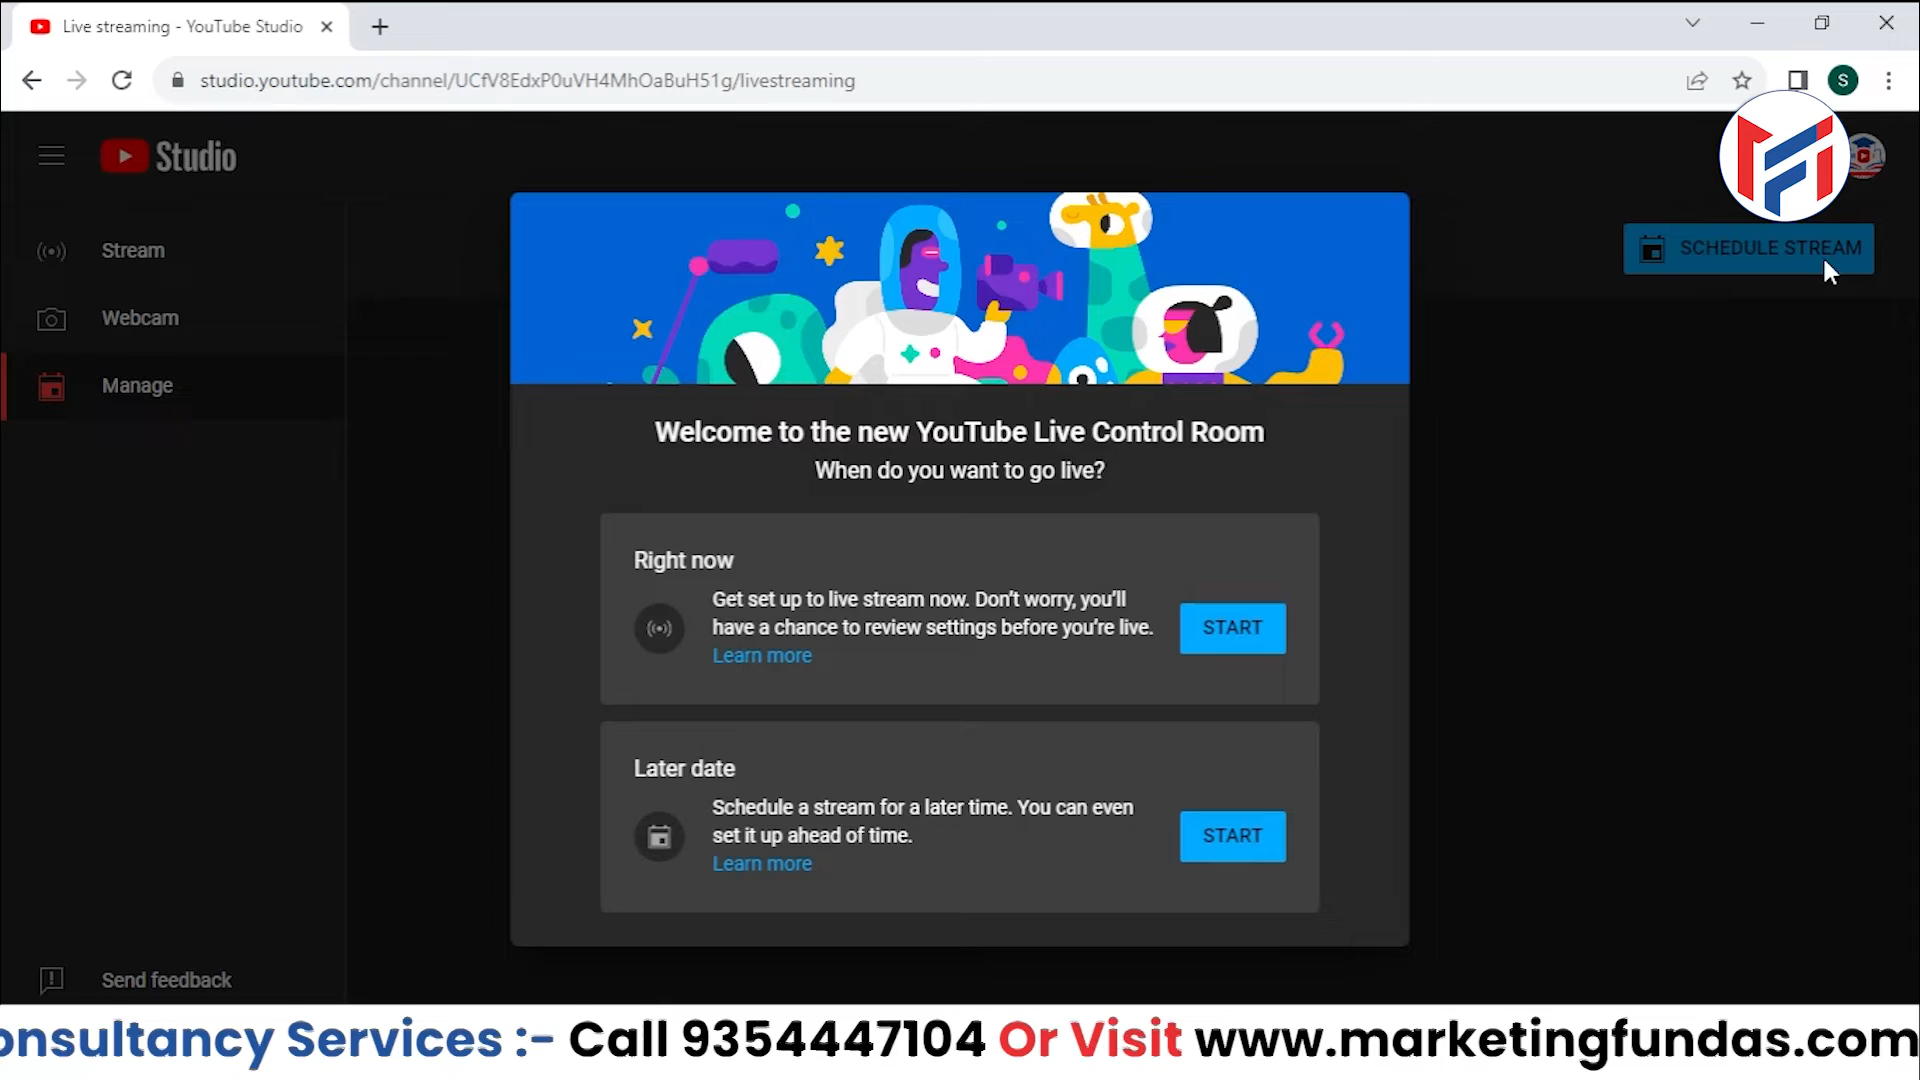 Live streaming - YouTube Studio
studio.youtube.com/channel/UCfV8EdxP0uVH4MhOaBuH51g/livestreaming
S
Studio
SCHEDULE STREAM
Stream
Webcam
Manage
Welcome to the new YouTube Live Control Room
When do you want to go live?
Right now
Get set up to live stream now. Don't worry, you'll
have a chance to review settings before you're live.
Learn more
START
Later date
Schedule a stream for a later time. You can even
set it up ahead of time.
Learn more
START
Send feedback
onsultancy Services :- Call 9354447104 Or Visit www.marketingfundas.com